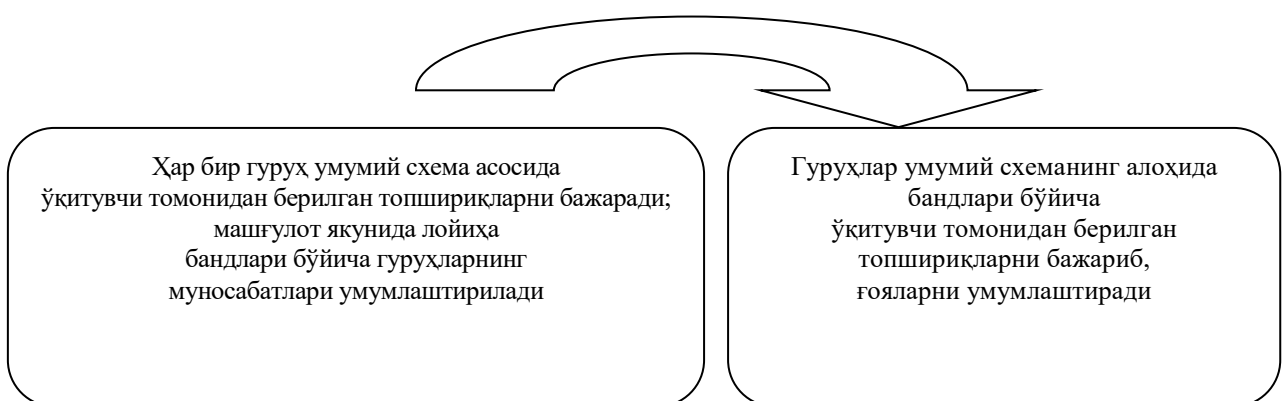 Ҳар бир гуруҳ умумий схема асосида
ўқитувчи томонидан берилган топшириқларни бажаради;
машғулот якунида лойиҳа
бандлари бўйича гуруҳларнинг
муносабатлари умумлаштирилади
Гуруҳлар умумий схеманинг алоҳида
бандлари бўйича
ўқитувчи томонидан берилган
топшириқларни бажариб,
ғояларни умумлаштиради